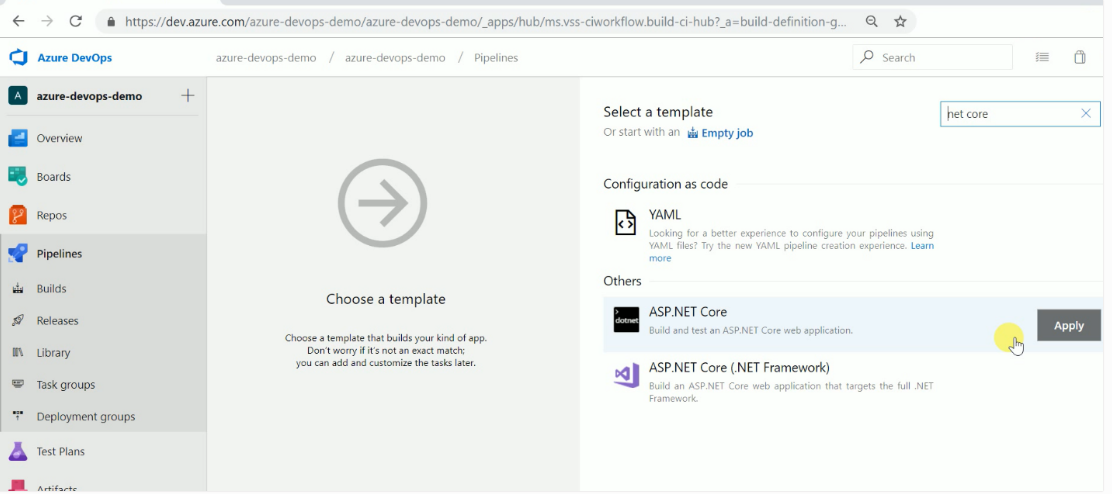 https://dev.azure.com/azure-devops-demo/azure-devops-demo/_apps/hub/ms.vss-ciworkflow.build-ci-hub?_a=build-definition-g...
Azure DevOps
azure-devops-demo / azure-devops-demo / Pipelines
Search
A azure-devops-demo
Overview
Boards
Repos
Pipelines
Builds
Releases
Library
Task groups
Deployment groups
Test Plans
Artifacts
Choose a template
Choose a template that builds your kind of app.
Don't worry if it's not an exact match;
you can add and customize the tasks later.
Select a template
Or start with an Empty job
net core
Configuration as code
YAML
Looking for a better experience to configure your pipelines using
YAML files? Try the new YAML pipeline creation experience. Learn
more
Others
dotnet
ASP.NET Core
Build and test an ASP.NET Core web application.
Apply
ASP.NET Core (.NET Framework)
Build an ASP.NET Core web application that targets the full .NET
Framework.